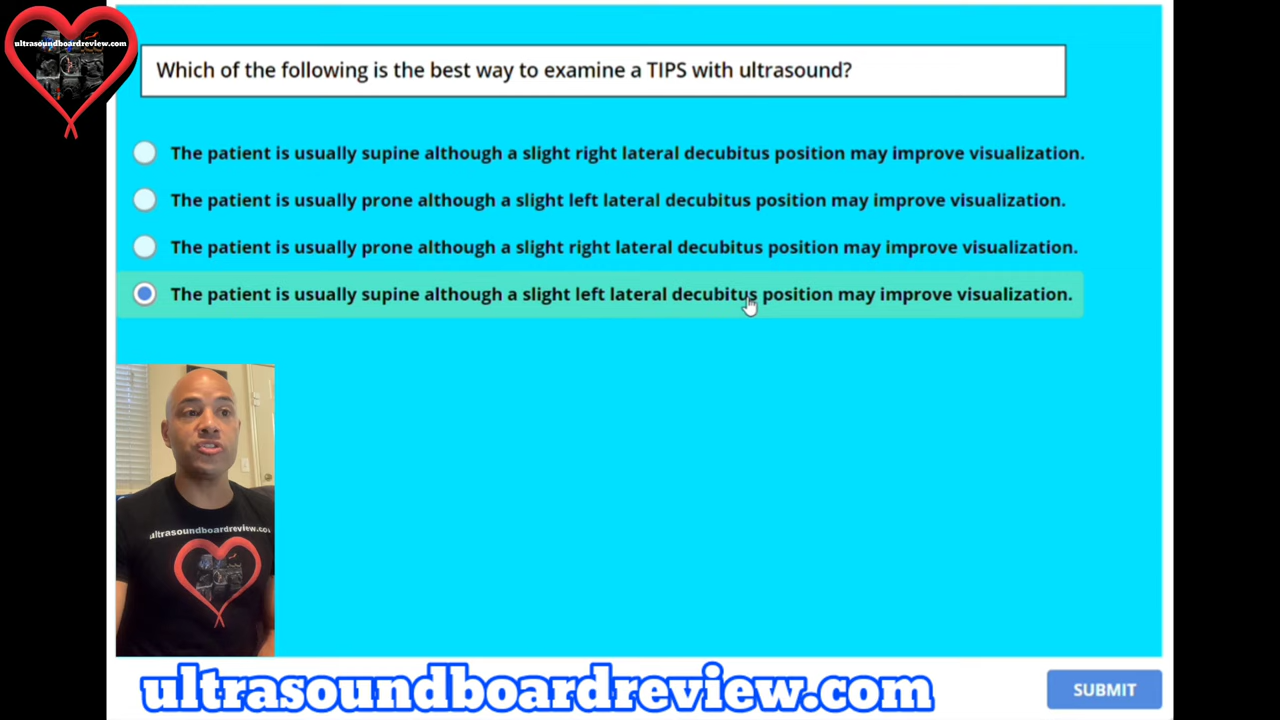 ultrasoundboardreview.com
Which of the following is the best way to examine a TIPS with ultrasound?
The patient is usually supine although a slight right lateral decubitus position may improve visualization.
The patient is usually prone although a slight left lateral decubitus position may improve visualization.
The patient is usually prone although a slight right lateral decubitus position may improve visualization.
The patient is usually supine although a slight left lateral decubitus position may improve visualization.
ultrasoundboardreview.co
ultrasoundboardreview.com
SUBMIT